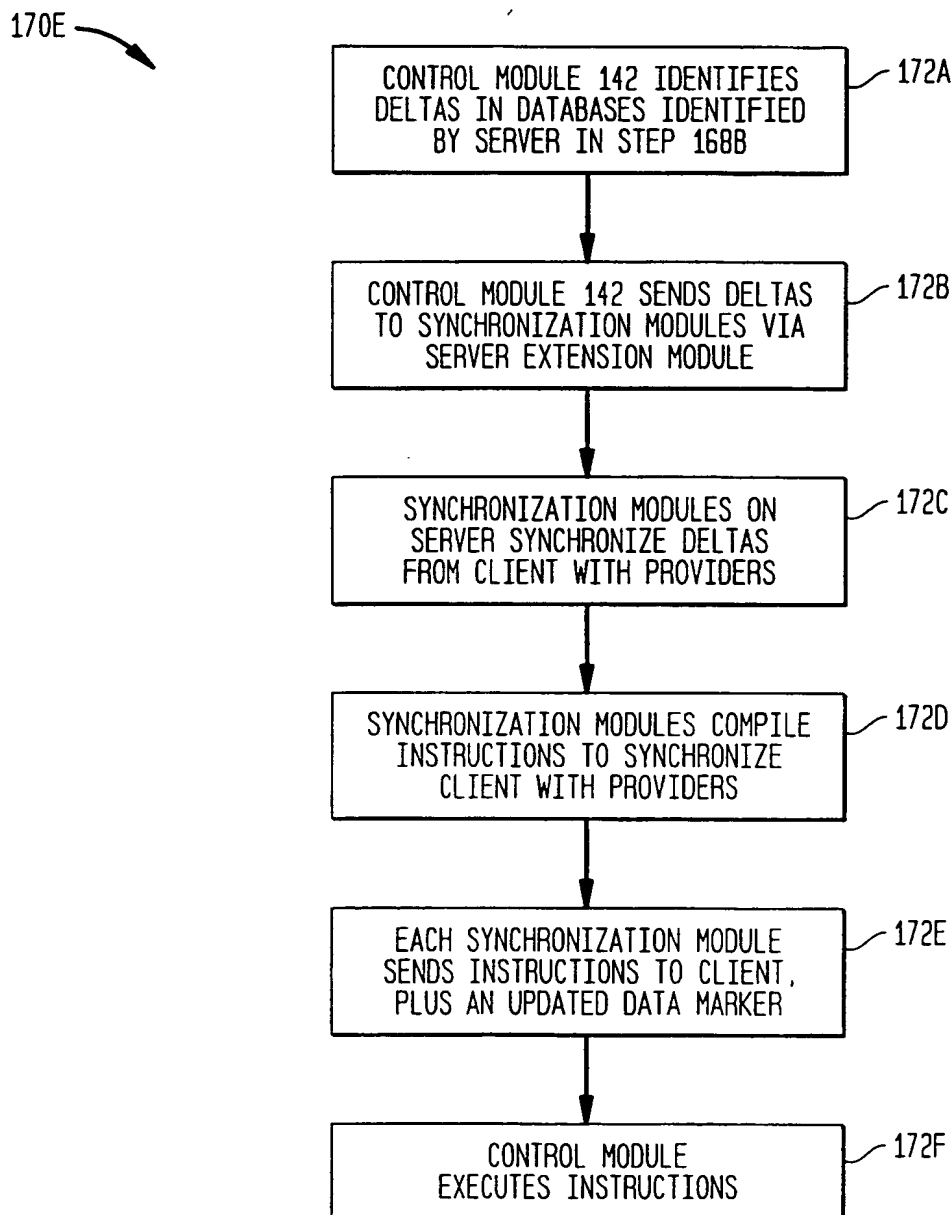 170E
CONTROL MODULE 142 IDENTIFIES
DELTAS IN DATABASES IDENTIFIED
BY SERVER IN STEP 168B
172A
CONTROL MODULE 142 SENDS DELTAS
TO SYNCHRONIZATION MODULES VIA
SERVER EXTENSION MODULE
172B
SYNCHRONIZATION MODULES ON
SERVER SYNCHRONIZE DELTAS
FROM CLIENT WITH PROVIDERS
172C
SYNCHRONIZATION MODULES COMPILE
INSTRUCTIONS TO SYNCHRONIZE
CLIENT WITH PROVIDERS
172D
EACH SYNCHRONIZATION MODULE
SENDS INSTRUCTIONS TO CLIENT,
PLUS AN UPDATED DATA MARKER
172E
CONTROL MODULE
EXECUTES INSTRUCTIONS
172F